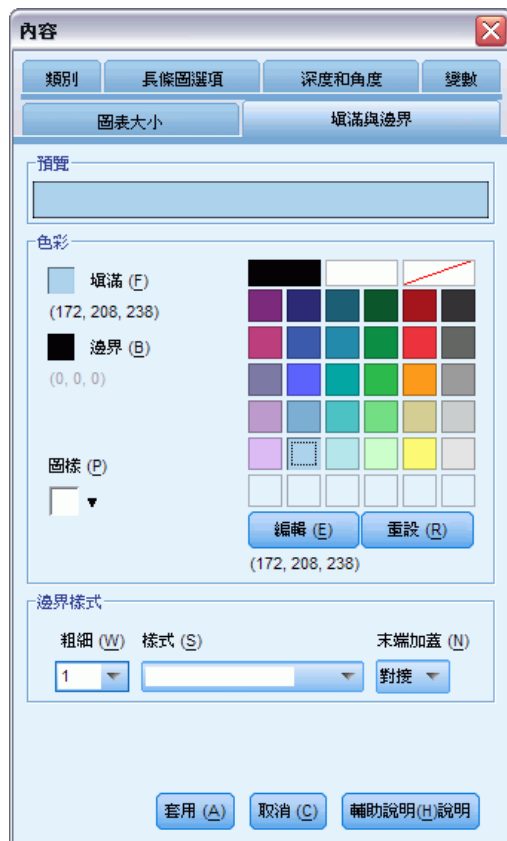 內容
類別 長條圖選項 深度和角度 變數
圖表大小 填滿與邊界
預覽
色彩
填滿 (F)
(172, 208, 238)
邊界 (B)
(0, 0, 0)
圖樣 (P)
編輯 (E) 重設 (R)
(172, 208, 238)
邊界樣式
粗細 (W) 樣式 (S) 末端加蓋 (N)
1 對接
套用 (A) 取消 (C) 輔助說明(H)說明